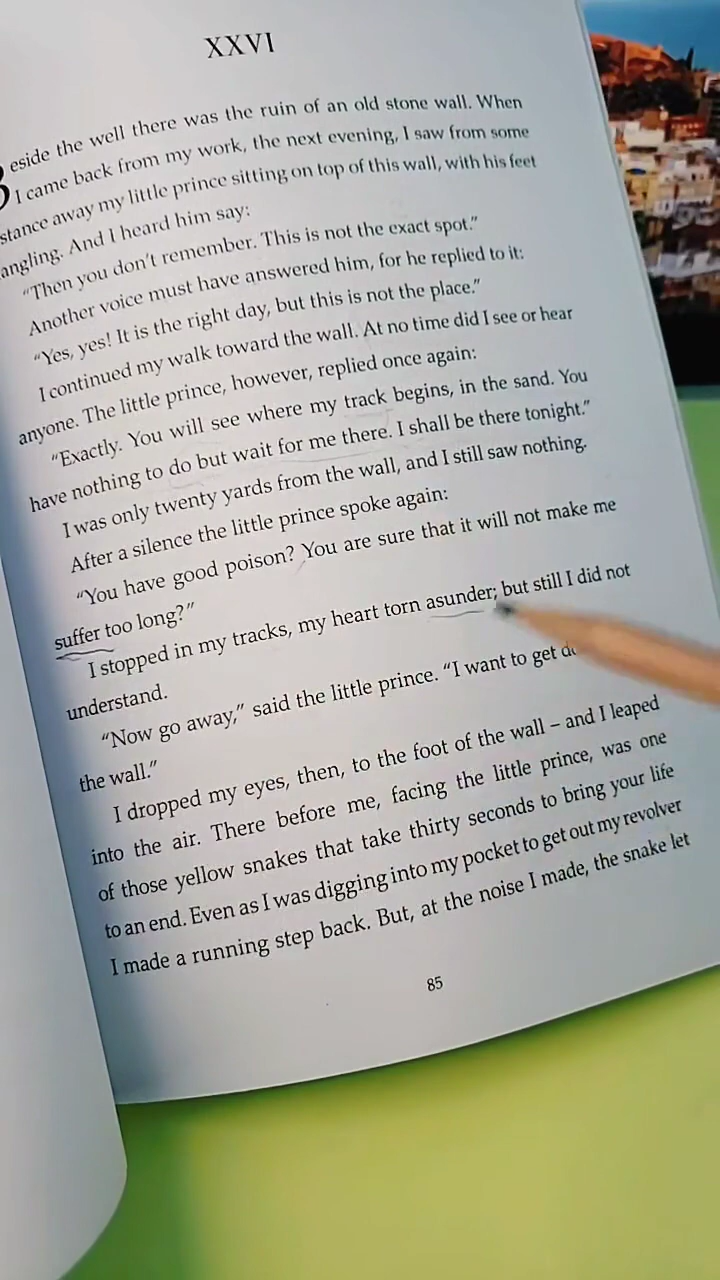 XXVI
eside the well there was the ruin of an old stone wall. When
I came back from my work, the next evening, I saw from some
stance away my little prince sitting on top of this wall, with his feet
angling. And I heard him say:
“Then you don’t remember. This is not the exact spot.”
Another voice must have answered him, for he replied to it:
“Yes, yes! It is the right day, but this is not the place.”
I continued my walk toward the wall. At no time did I see or hear
anyone. The little prince, however, replied once again:
“Exactly. You will see where my track begins, in the sand. You
have nothing to do but wait for me there. I shall be there tonight.”
I was only twenty yards from the wall, and I still saw nothing.
After a silence the little prince spoke again:
“You have good poison? You are sure that it will not make me
suffer too long?”
I stopped in my tracks, my heart torn asunder; but still I did not
understand.
“Now go away,” said the little prince. “I want to get
the wall.”
I dropped my eyes, then, to the foot of the wall – and I leaped
into the air. There before me, facing the little prince, was one
of those yellow snakes that take thirty seconds to bring your life
to an end. Even as I was digging into my pocket to get out my revolver
I made a running step back. But, at the noise I made, the snake let
85